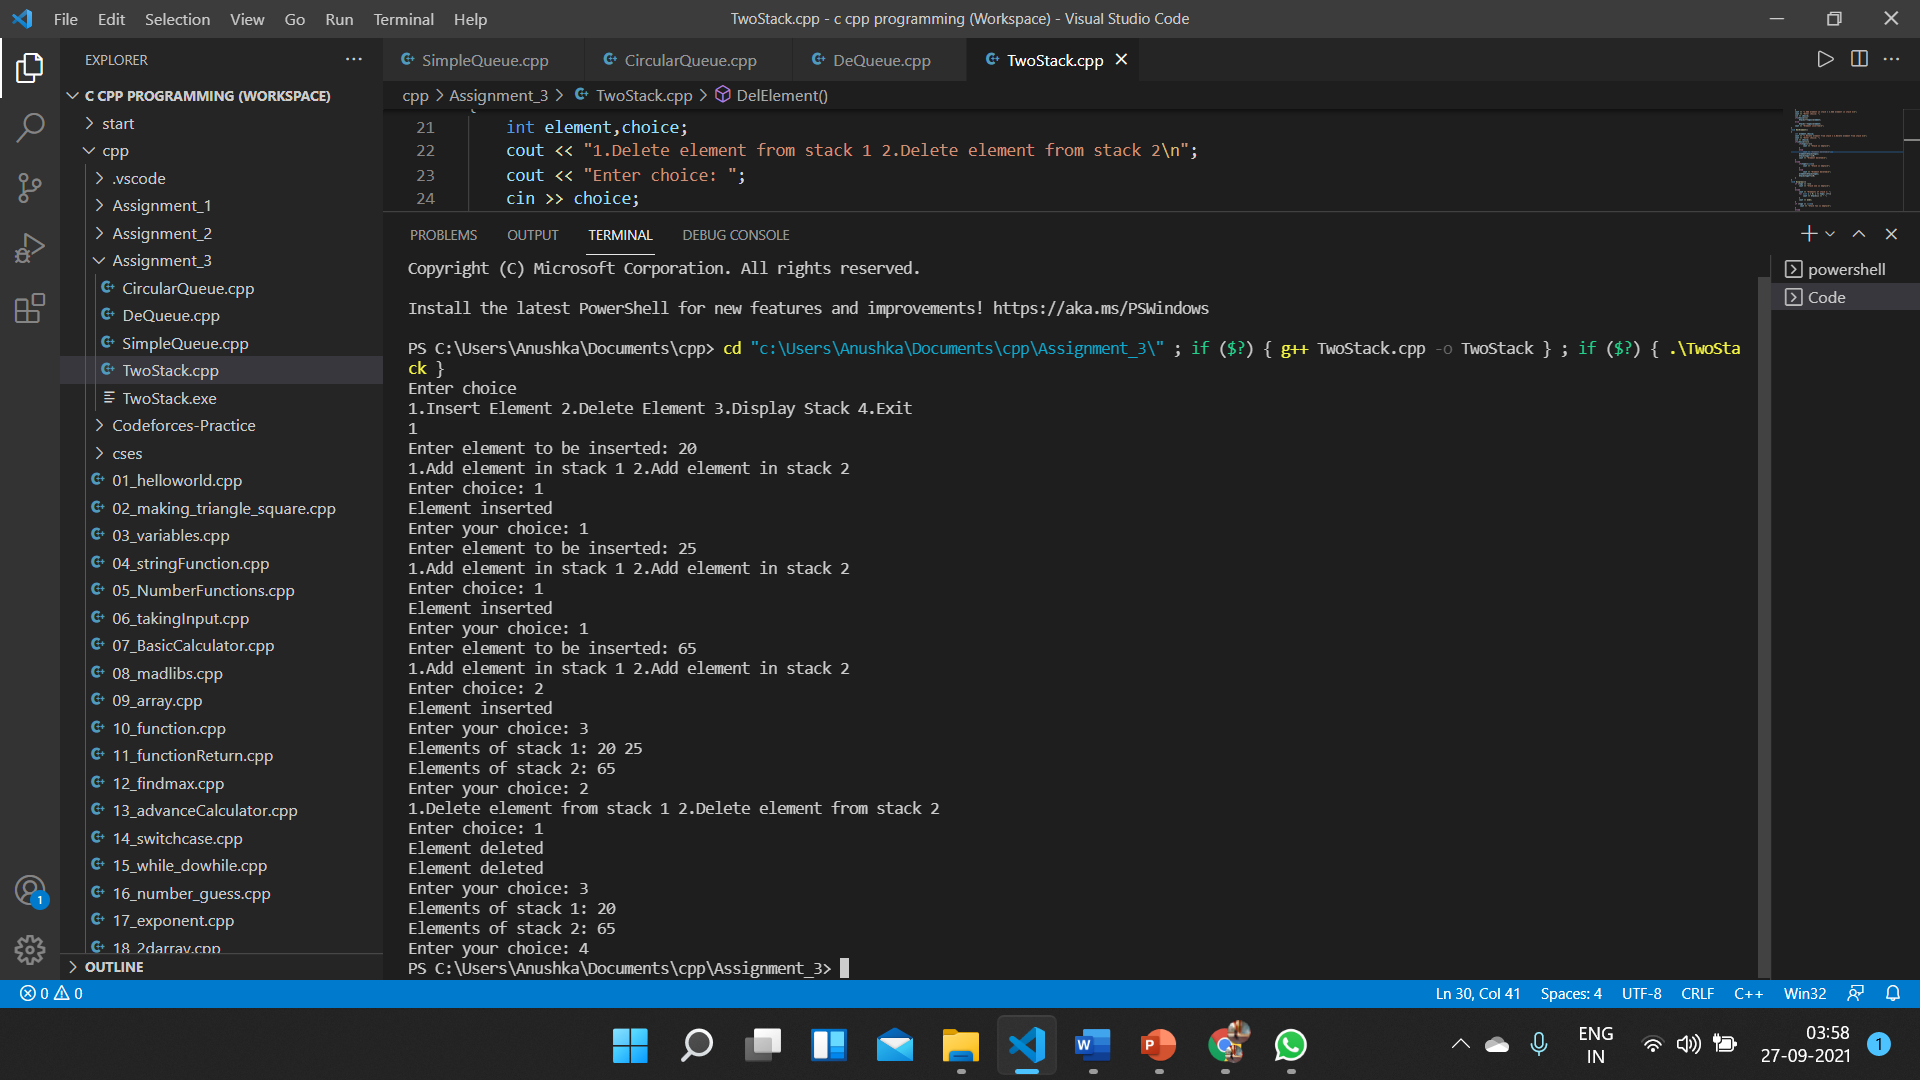 File Edit Selection View Go Run Terminal Help
TwoStack.cpp - c cpp programming (Workspace) - Visual Studio Code
EXPLORER
C CPP PROGRAMMING (WORKSPACE)
start
cpp
.vscode
Assignment_1
Assignment_2
Assignment_3
CircularQueue.cpp
DeQueue.cpp
SimpleQueue.cpp
TwoStack.cpp
TwoStack.exe
Codeforces-Practice
cses
01_helloworld.cpp
02_making_triangle_square.cpp
03_variables.cpp
04_stringFunction.cpp
05_NumberFunctions.cpp
06_takingInput.cpp
07_BasicCalculator.cpp
08_madlibs.cpp
09_array.cpp
10_function.cpp
11_functionReturn.cpp
12_findmax.cpp
13_advanceCalculator.cpp
14_switchcase.cpp
15_while_dowhile.cpp
16_number_guess.cpp
17_exponent.cpp
18_2darray.cpp
OUTLINE
SimpleQueue.cpp CircularQueue.cpp DeQueue.cpp TwoStack.cpp
cpp > Assignment_3 > TwoStack.cpp > DelElement()
21 int element,choice;
22 cout << "1.Delete element from stack 1 2.Delete element from stack 2\n";
23 cout << "Enter choice: ";
24 cin >> choice;
PROBLEMS OUTPUT TERMINAL DEBUG CONSOLE
powershell
Code
Copyright (C) Microsoft Corporation. All rights reserved.
Install the latest PowerShell for new features and improvements! https://aka.ms/PSWindows
PS C:\Users\Anushka\Documents\cpp> cd "c:\Users\Anushka\Documents\cpp\Assignment_3\" ; if ($?) { g++ TwoStack.cpp -o TwoStack } ; if ($?) { .\TwoSta
ck }
Enter choice
1.Insert Element 2.Delete Element 3.Display Stack 4.Exit
1
Enter element to be inserted: 20
1.Add element in stack 1 2.Add element in stack 2
Enter choice: 1
Element inserted
Enter your choice: 1
Enter element to be inserted: 25
1.Add element in stack 1 2.Add element in stack 2
Enter choice: 1
Element inserted
Enter your choice: 1
Enter element to be inserted: 65
1.Add element in stack 1 2.Add element in stack 2
Enter choice: 2
Element inserted
Enter your choice: 3
Elements of stack 1: 20 25
Elements of stack 2: 65
Enter your choice: 2
1.Delete element from stack 1 2.Delete element from stack 2
Enter choice: 1
Element deleted
Element deleted
Enter your choice: 3
Elements of stack 1: 20
Elements of stack 2: 65
Enter your choice: 4
PS C:\Users\Anushka\Documents\cpp\Assignment_3>
1
0 0
Ln 30, Col 41 Spaces: 4 UTF-8 CRLF C++ Win32
W P
ENG
IN
03:58
27-09-2021
1